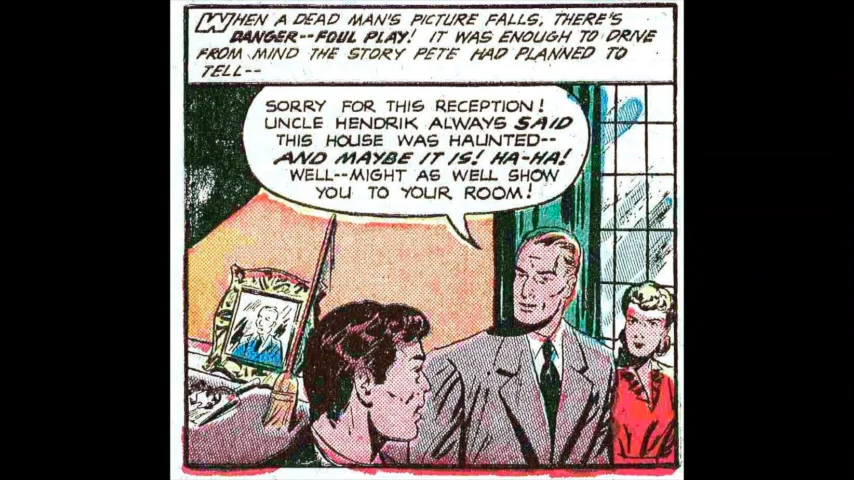 WHEN A DEAD MAN'S PICTURE FALLS, THERE'S
DANGER--FOUL PLAY! IT WAS ENOUGH TO DRIVE
FROM MIND THE STORY PETE HAD PLANNED TO
TELL--
SORRY FOR THIS RECEPTION!
UNCLE HENDRIK ALWAYS SAID
THIS HOUSE WAS HAUNTED--
AND MAYBE IT IS! HA-HA!
WELL--MIGHT AS WELL SHOW
YOU TO YOUR ROOM!